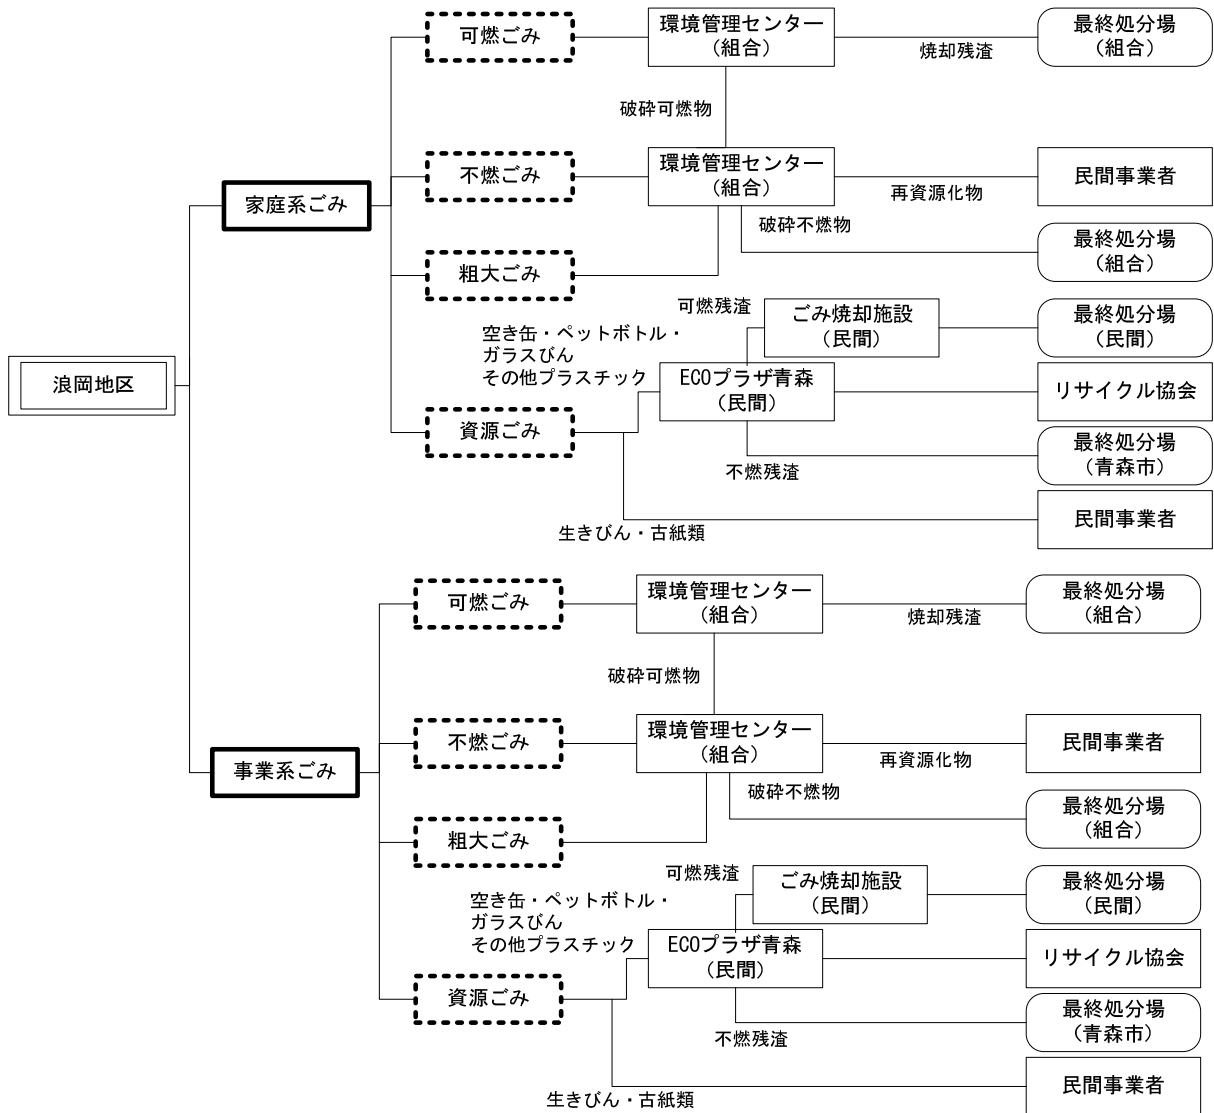 浪岡地区
家庭系ごみ
可燃ごみ
環境管理センター
（組合）
焼却残渣
最終処分場
（組合）
破砕可燃物
不燃ごみ
環境管理センター
（組合）
再資源化物
民間事業者
破砕不燃物
最終処分場
（組合）
粗大ごみ
可燃残渣
ごみ焼却施設
（民間）
最終処分場
（民間）
空き缶・ペットボトル・
ガラスびん
その他プラスチック
ECOプラザ青森
（民間）
リサイクル協会
資源ごみ
不燃残渣
最終処分場
（青森市）
生きびん・古紙類
民間事業者
事業系ごみ
可燃ごみ
環境管理センター
（組合）
焼却残渣
最終処分場
（組合）
破砕可燃物
不燃ごみ
環境管理センター
（組合）
再資源化物
民間事業者
破砕不燃物
最終処分場
（組合）
粗大ごみ
可燃残渣
ごみ焼却施設
（民間）
最終処分場
（民間）
空き缶・ペットボトル・
ガラスびん
その他プラスチック
ECOプラザ青森
（民間）
リサイクル協会
資源ごみ
不燃残渣
最終処分場
（青森市）
生きびん・古紙類
民間事業者